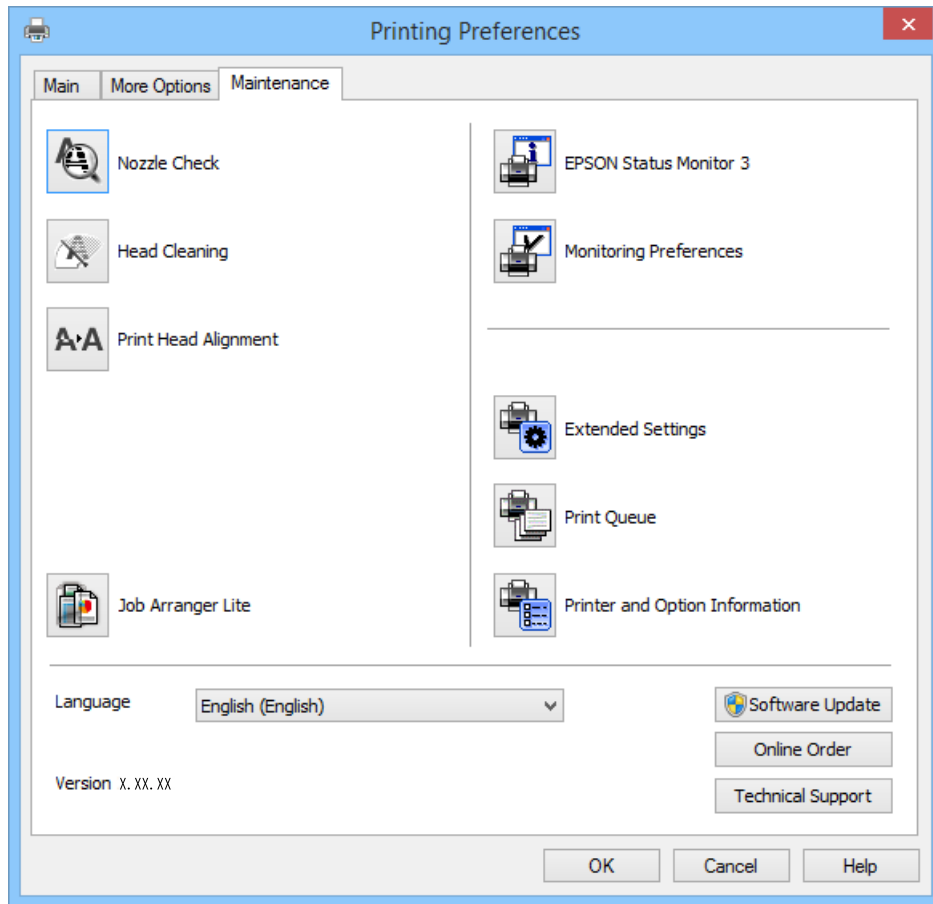 Printing Preferences
Main
More Options
Maintenance
Nozzle Check
Head Cleaning
Print Head Alignment
Job Arranger Lite
EPSON Status Monitor 3
Monitoring Preferences
Extended Settings
Print Queue
Printer and Option Information
Language
English (English)
Version X.XX.XX
Software Update
Online Order
Technical Support
OK
Cancel
Help